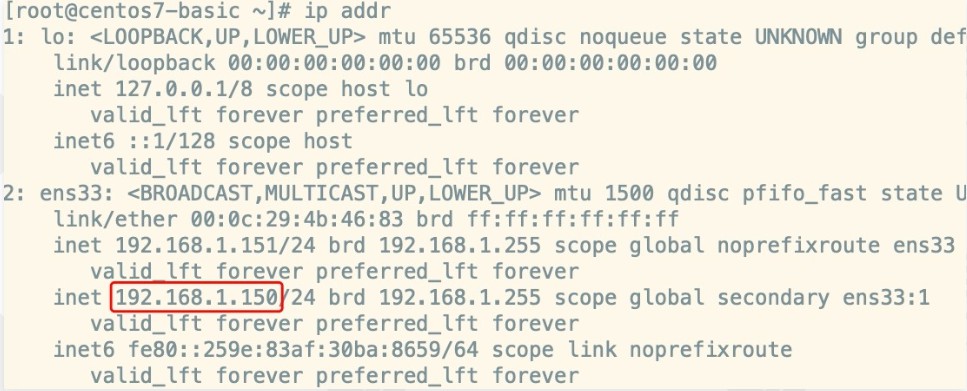 [root@centos7-basic ~]# ip addr
1: lo: <LOOPBACK,UP,LOWER_UP> mtu 65536 qdisc noqueue state UNKNOWN group def
link/loopback 00:00:00:00:00:00 brd 00:00:00:00:00:00
inet 127.0.0.1/8 scope host lo
valid_lft forever preferred_lft forever
inet6 ::1/128 scope host
valid_lft forever preferred_lft forever
2: ens33: <BROADCAST,MULTICAST,UP,LOWER_UP> mtu 1500 qdisc pfifo_fast state U
link/ether 00:0c:29:4b:46:83 brd ff:ff:ff:ff:ff:ff
inet 192.168.1.151/24 brd 192.168.1.255 scope global noprefixroute ens33
valid_lft forever preferred_lft forever
inet 192.168.1.150/24 brd 192.168.1.255 scope global secondary ens33:1
valid_lft forever preferred_lft forever
inet6 fe80::259e:83af:30ba:8659/64 scope link noprefixroute
valid_lft forever preferred_lft forever